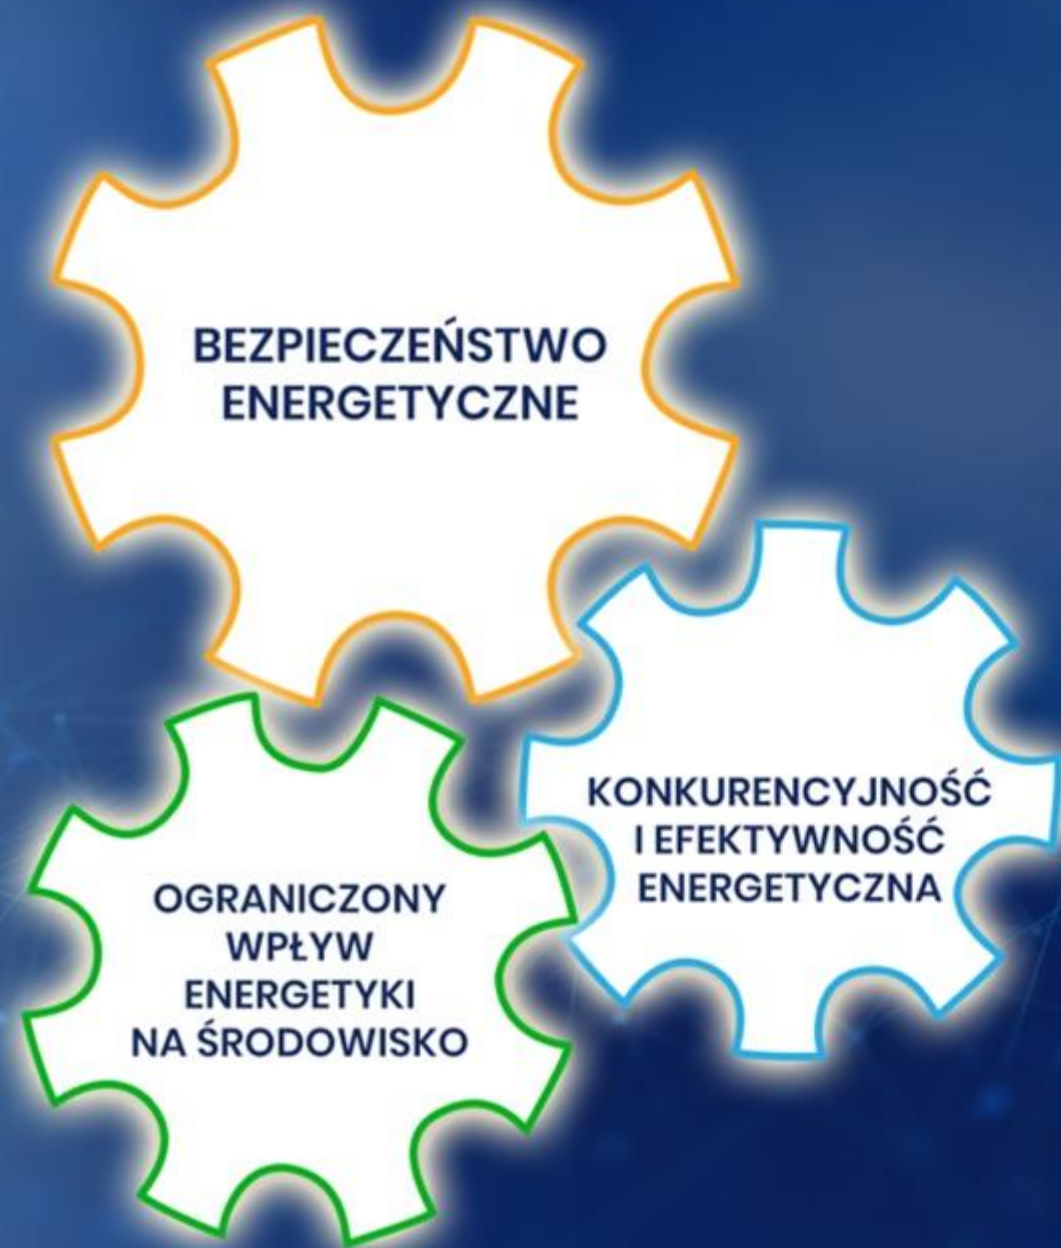 BEZPIECZEŃSTWO
ENERGETYCZNE
KONKURENCYJNOŚĆ
I EFEKTYWNOŚĆ
ENERGETYCZNA
OGRANICZONY
WPŁYW
ENERGETYKI
NA ŚRODOWISKO